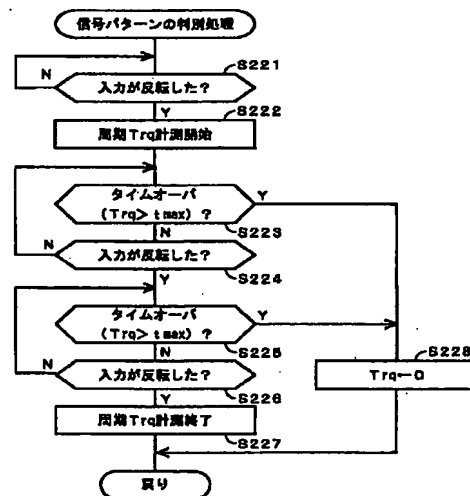 信号パターンの判別処理
S221
N
入力が反転した?
Y
S222
周期Trq計測開始
タイムオーバ
(Trq>tmax)?
Y
N
S223
N
入力が反転した?
S224
Y
タイムオーバ
(Trq>tmax)?
Y
N
S225
S228
N
入力が反転した?
Trq←0
S226
Y
周期Trq計測終了
S227
戻り